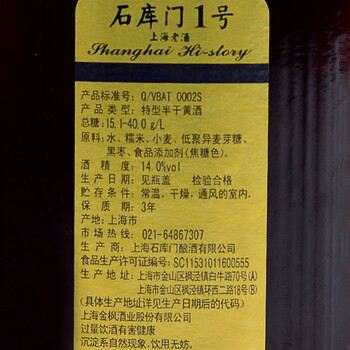 石库门1号
上海老酒
Shanghai Hi-story
产品标准号：Q/VBAT 0002S
产品类型：特型半干黄酒
总糖：15.1-40.0 g/L
原料：水、糯米、小麦、低聚异麦芽糖、
黑枣、食品添加剂（焦糖色）。
酒精度：14.0%vol
生产日期：见瓶盖 检验合格
贮存条件：常温，干燥，通风的室内。
保质期：3年
产地：上海市
市场热线：021-64867307
生产商：上海石库门酿酒有限公司
食品生产许可证编号：SC11531011600555
生产地址：上海市金山区枫泾镇白牛路70号(A)
上海市金山区枫泾镇环西二路18号(B)
（具体生产地址详见生产日期后的代码）
上海金枫酒业股份有限公司
过量饮酒有害健康
沉淀系自然现象，饮用无妨。